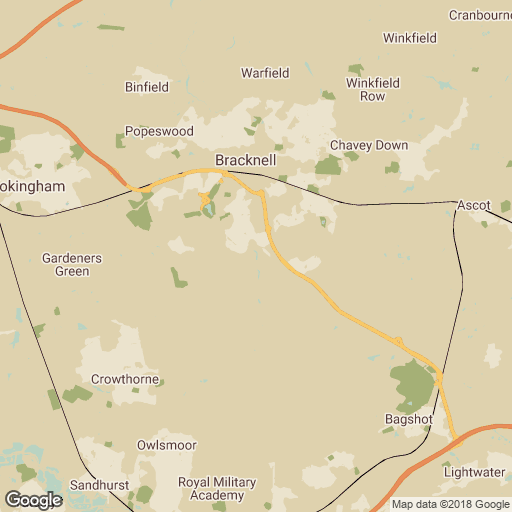 Cranbourne
Winkfield
Warfield
Binfield
Winkfield
Row
Popeswood
Chavey Down
Bracknell
okingham
Ascot
Gardeners
Green
Crowthorne
Bagshot
Owlsmoor
Lightwater
Sandhurst
Royal Military
Academy
Google
Map data ©2018 Google